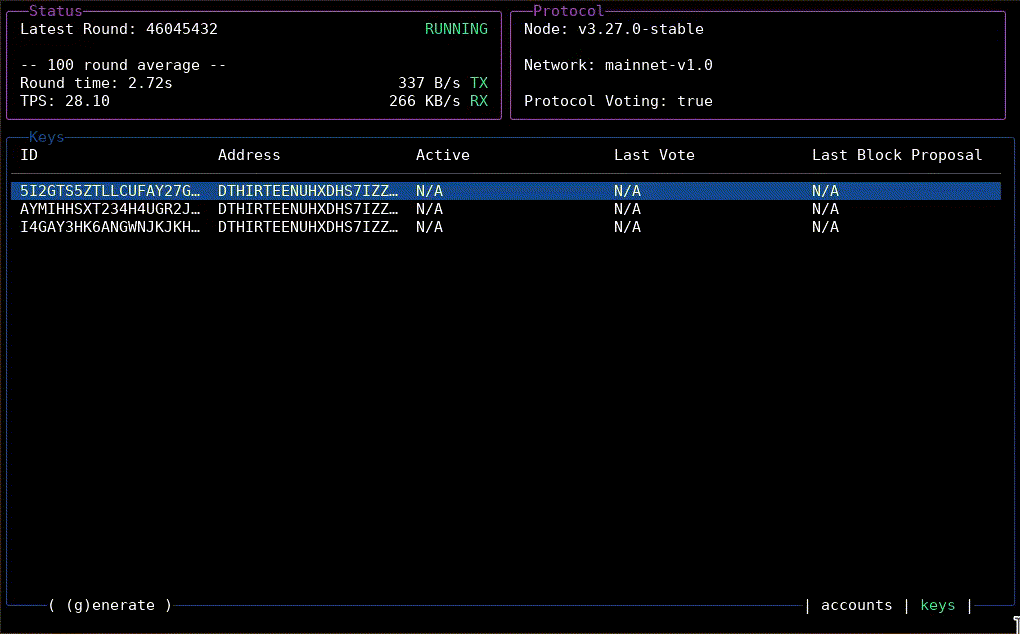 Status
Latest Round: 46045432 RUNNING
-- 100 round average --
Round time: 2.72s 337 B/s TX
TPS: 28.10 266 KB/s RX
Protocol
Node: v3.27.0-stable
Network: mainnet-v1.0
Protocol Voting: true
Keys
ID Address Active Last Vote Last Block Proposal
5I2GTS5ZTLLCUFAY27G… DTHIRTEENUHXDHS7IZZ… N/A N/A N/A
AYMIHHSXT234H4UGR2J… DTHIRTEENUHXDHS7IZZ… N/A N/A N/A
I4GAY3HK6ANGWNJKJKH… DTHIRTEENUHXDHS7IZZ… N/A N/A N/A
( (g)enerate ) | accounts | keys |